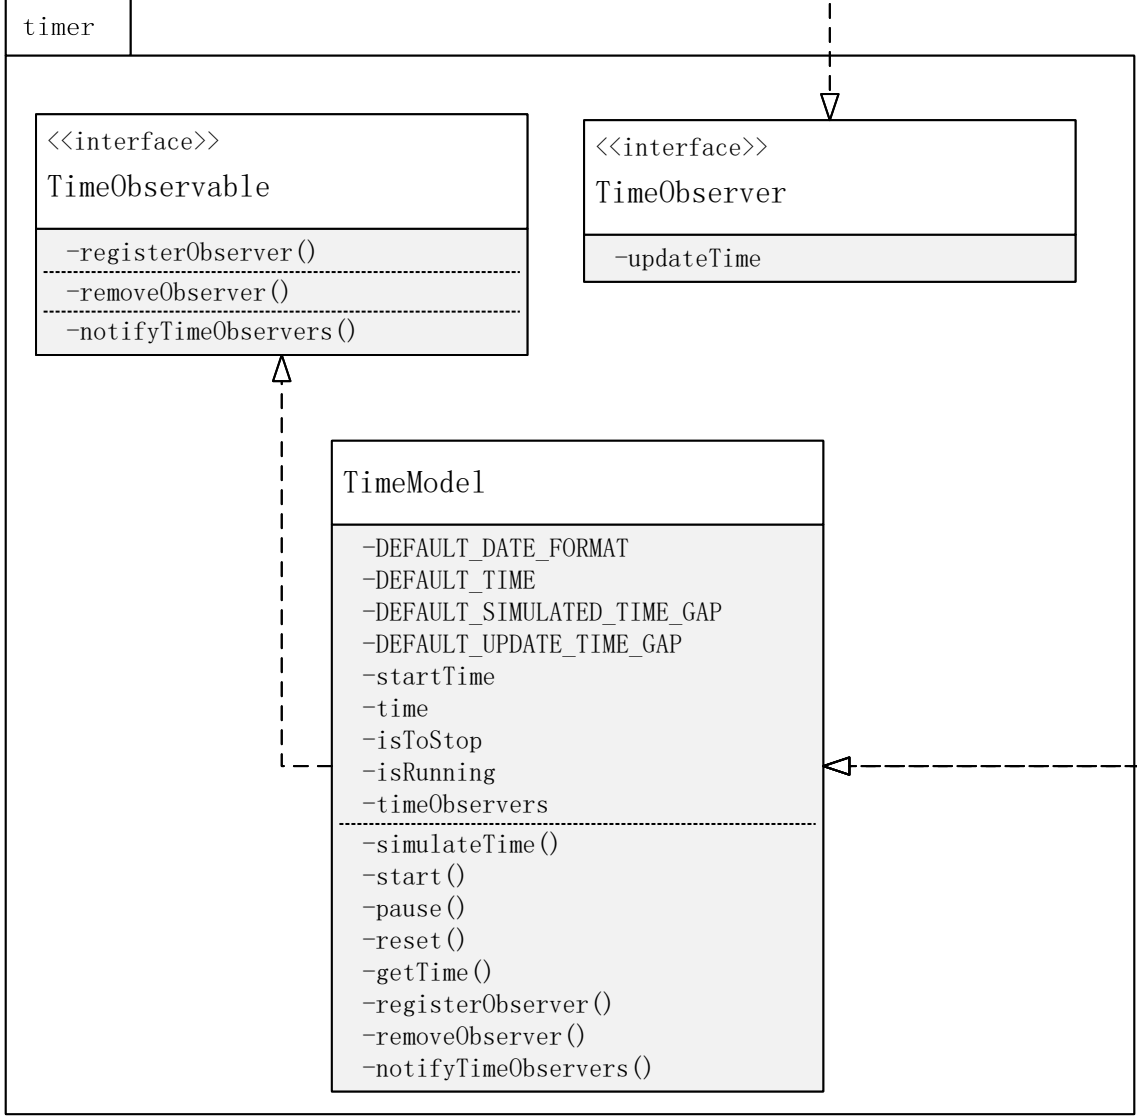 timer
<<interface>>
TimeObservable
-registerObserver()
-removeObserver()
-notifyTimeObservers()
<<interface>>
TimeObserver
-updateTime
TimeModel
-DEFAULT_DATE_FORMAT
-DEFAULT_TIME
-DEFAULT_SIMULATED_TIME_GAP
-DEFAULT_UPDATE_TIME_GAP
-startTime
-time
-isToStop
-isRunning
-timeObservers
-simulateTime()
-start()
-pause()
-reset()
-getTime()
-registerObserver()
-removeObserver()
-notifyTimeObservers()